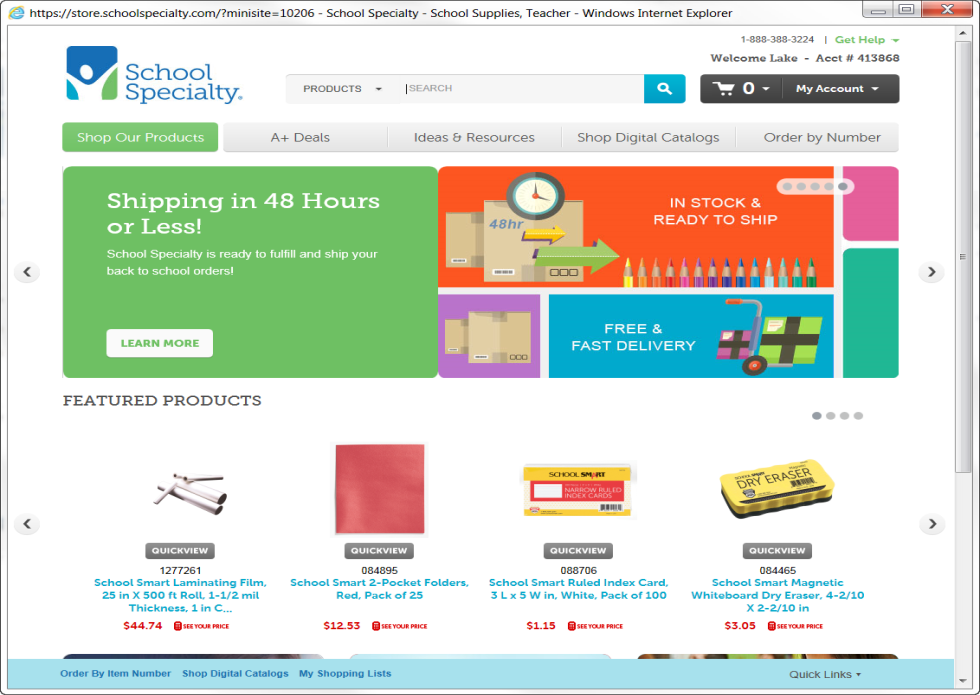 https://store.schoolspecialty.com/?minisite=10206 - School Specialty - School Supplies, Teacher - Windows Internet Explorer
1-888-388-3224 | Get Help
Welcome Lake - Acct # 413868
School
Specialty®
PRODUCTS
SEARCH
0
My Account
Shop Our Products
A+ Deals
Ideas & Resources
Shop Digital Catalogs
Order by Number
Shipping in 48 Hours
or Less!
School Specialty is ready to fulfill and ship your
back to school orders!
LEARN MORE
48hr
IN STOCK &
READY TO SHIP
FREE &
FAST DELIVERY
FEATURED PRODUCTS
SCHOOL SMART
NARROW RULED
INDEX CARDS
DRY ERASER
QUICKVIEW
1277261
School Smart Laminating Film,
25 in X 500 ft Roll, 1-1/2 mil
Thickness, 1 in C...
$44.74 SEE YOUR PRICE
QUICKVIEW
084895
School Smart 2-Pocket Folders,
Red, Pack of 25
$12.53 SEE YOUR PRICE
QUICKVIEW
088706
School Smart Ruled Index Card,
3 L x 5 W in, White, Pack of 100
$1.15 SEE YOUR PRICE
QUICKVIEW
084465
School Smart Magnetic
Whiteboard Dry Eraser, 4-2/10
X 2-2/10 in
$3.05 SEE YOUR PRICE
Order By Item Number Shop Digital Catalogs My Shopping Lists
Quick Links